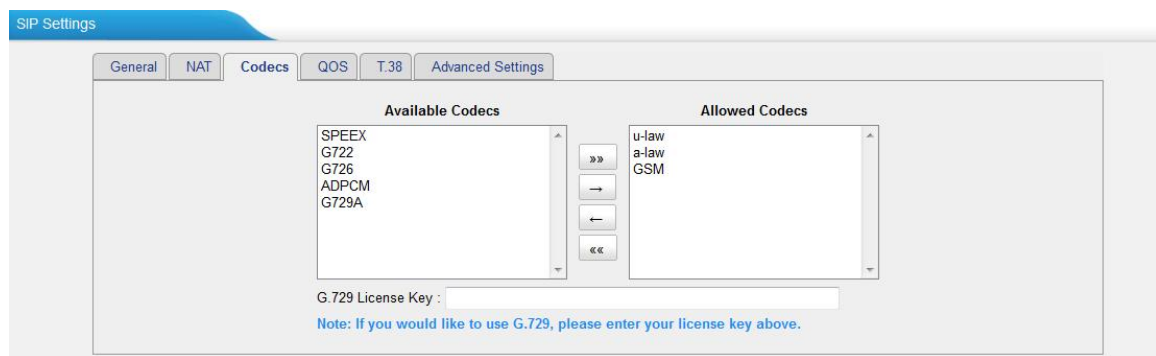 SIP Settings
General NAT Codecs QOS T.38 Advanced Settings
Available Codecs Allowed Codecs
SPEEX
G722
G726
ADPCM
G729A
»»
→
←
««
u-law
a-law
GSM
G.729 License Key :
Note: If you would like to use G.729, please enter your license key above.